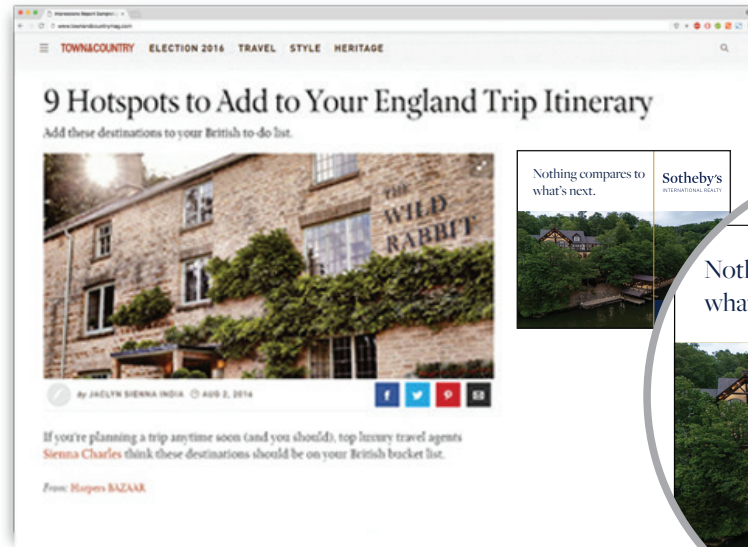 www.townandcountrymag.com
TOWN&COUNTRY ELECTION 2016 TRAVEL STYLE HERITAGE
9 Hotspots to Add to Your England Trip Itinerary
Add these destinations to your British to-do list.
THE
WILD
RABBIT
By JACLYN SIENNA INDIA AUG 2, 2016
If you're planning a trip anytime soon (and you should), top luxury travel agents
Sienna Charles think these destinations should be on your British bucket list.
From: Harpers BAZAAR
Nothing compares to
what's next.
Sotheby's
INTERNATIONAL REALTY
Noth
what